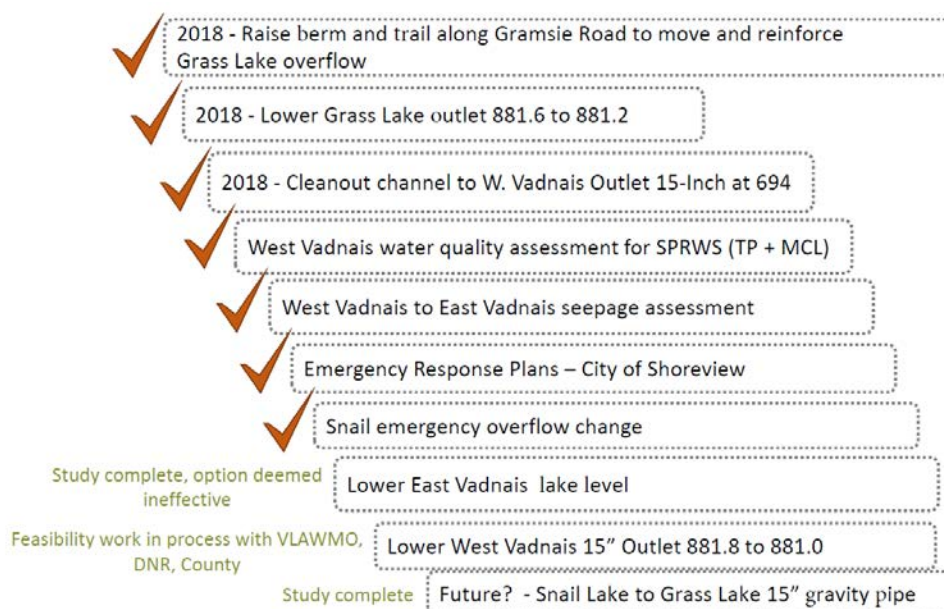 2018 - Raise berm and trail along Gramsie Road to move and reinforce
Grass Lake overflow
2018 - Lower Grass Lake outlet 881.6 to 881.2
2018 - Cleanout channel to W. Vadnais Outlet 15-Inch at 694
West Vadnais water quality assessment for SPRWS (TP + MCL)
West Vadnais to East Vadnais seepage assessment
Emergency Response Plans – City of Shoreview
Snail emergency overflow change
Study complete, option deemed
ineffective
Lower East Vadnais lake level
Feasibility work in process with VLAWMO,
DNR, County
Lower West Vadnais 15” Outlet 881.8 to 881.0
Study complete
Future? - Snail Lake to Grass Lake 15” gravity pipe